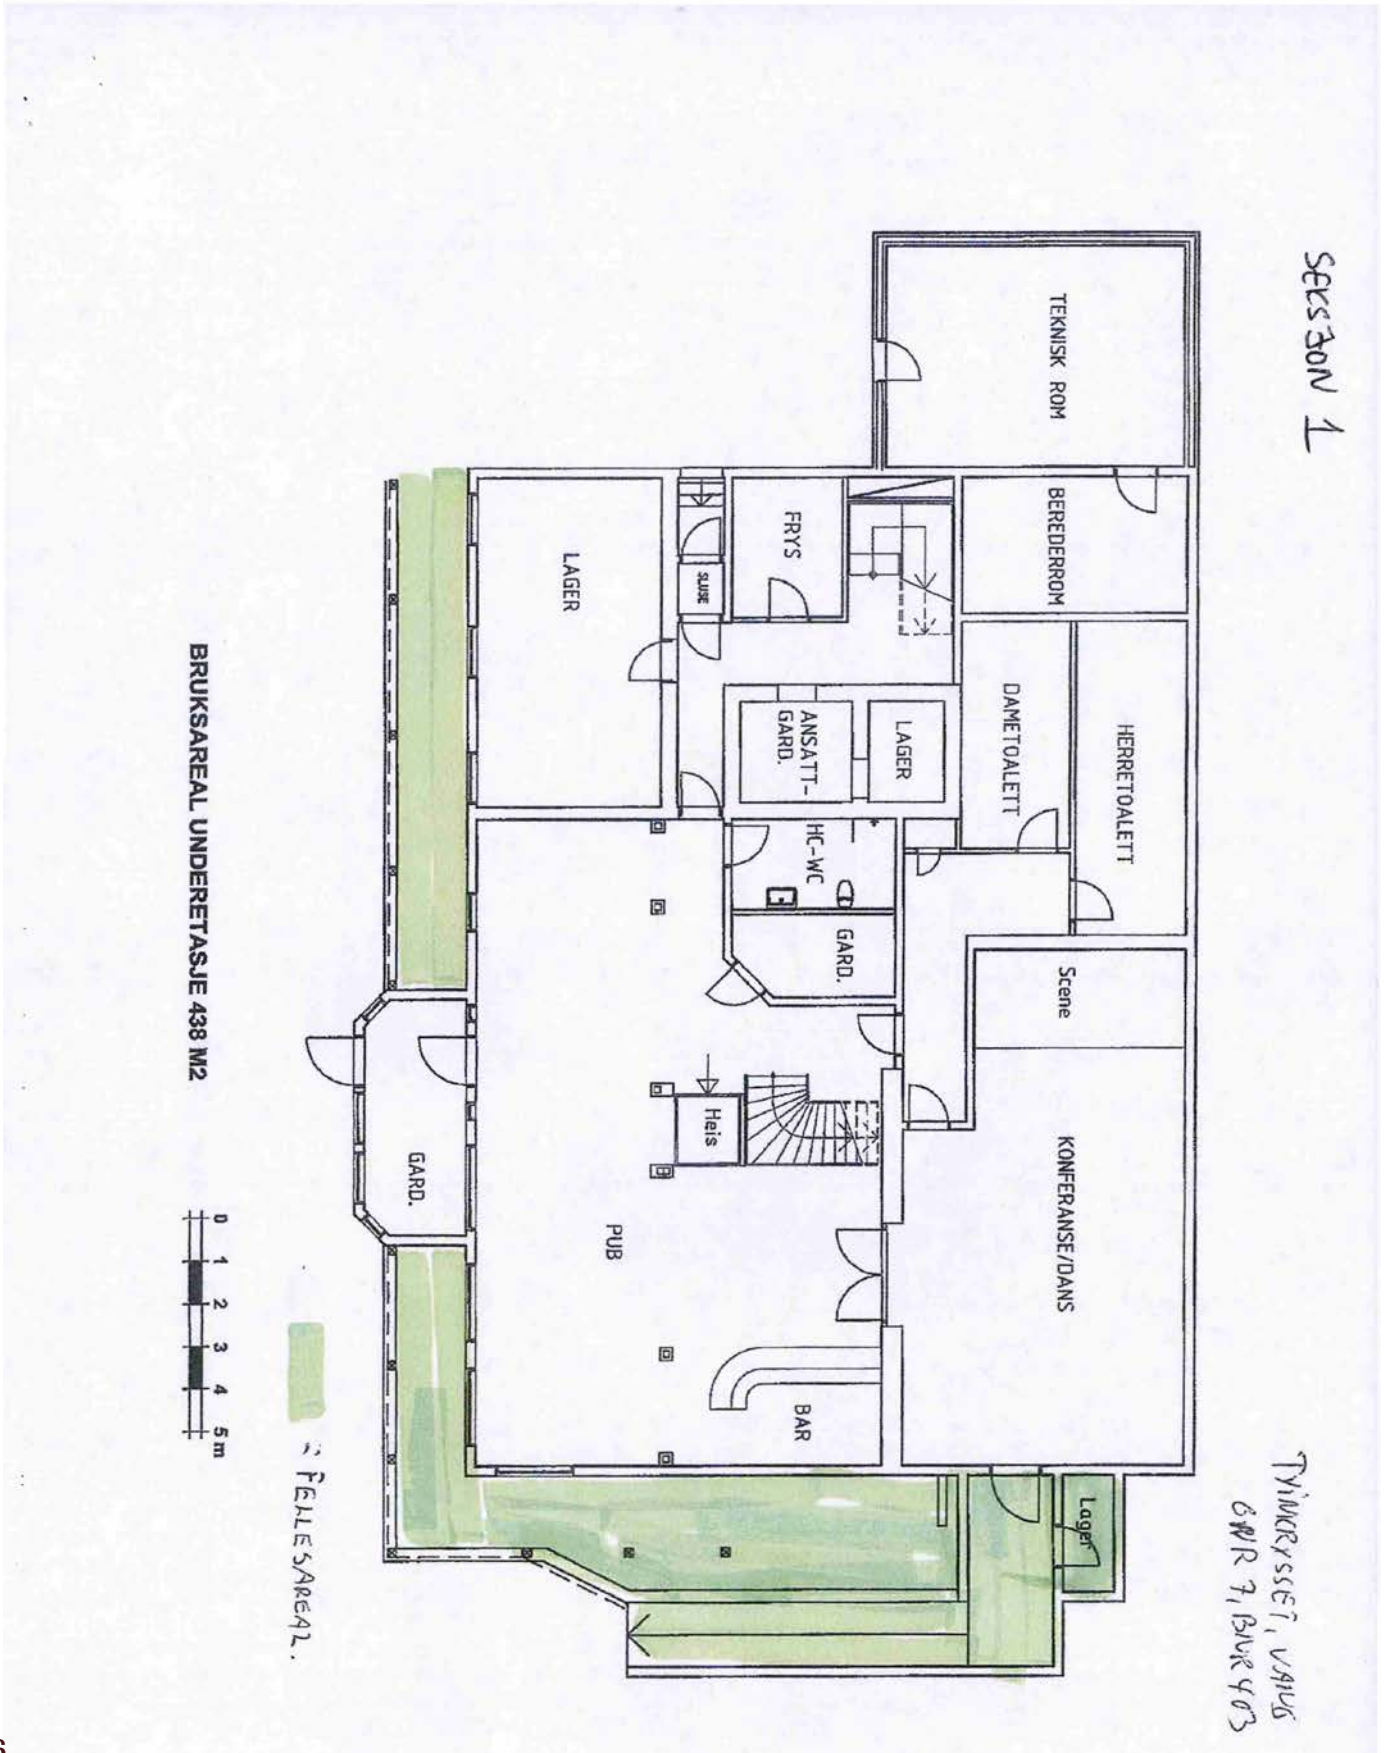 SEKSJON 1
TYINKRYSSET, VANG
GNR 7, BNR 403
TEKNISK ROM
BEREDERROM
HERRETOALETT
DAMETOALETT
Scene
KONFERANSE/DANS
Lager
FRYS
SLUSE
LAGER
ANSATT-
GARD.
LAGER
HC-WC
GARD.
Heis
PUB
BAR
GARD.
BRUKSAREAL UNDERETASJE 438 M2
0 1 2 3 4 5 m
: FELLESAREAL.